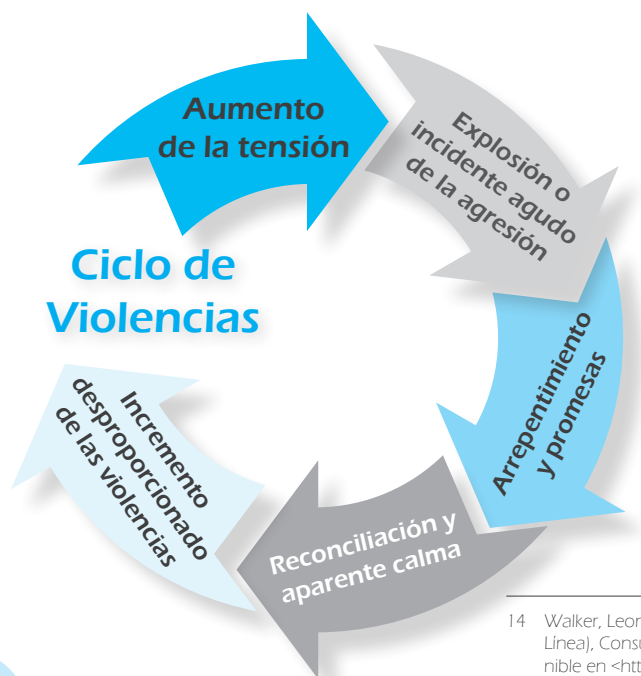 Aumento
de la tensión
Explosión o
incidente agudo
de la agresión
Ciclo de
Violencias
Arrepentimiento
y promesas
Incremento
desproporcionado
de las violencias
Reconciliación y
aparente calma
14 Walker, Leon
Línea), Consu
nible en <htt